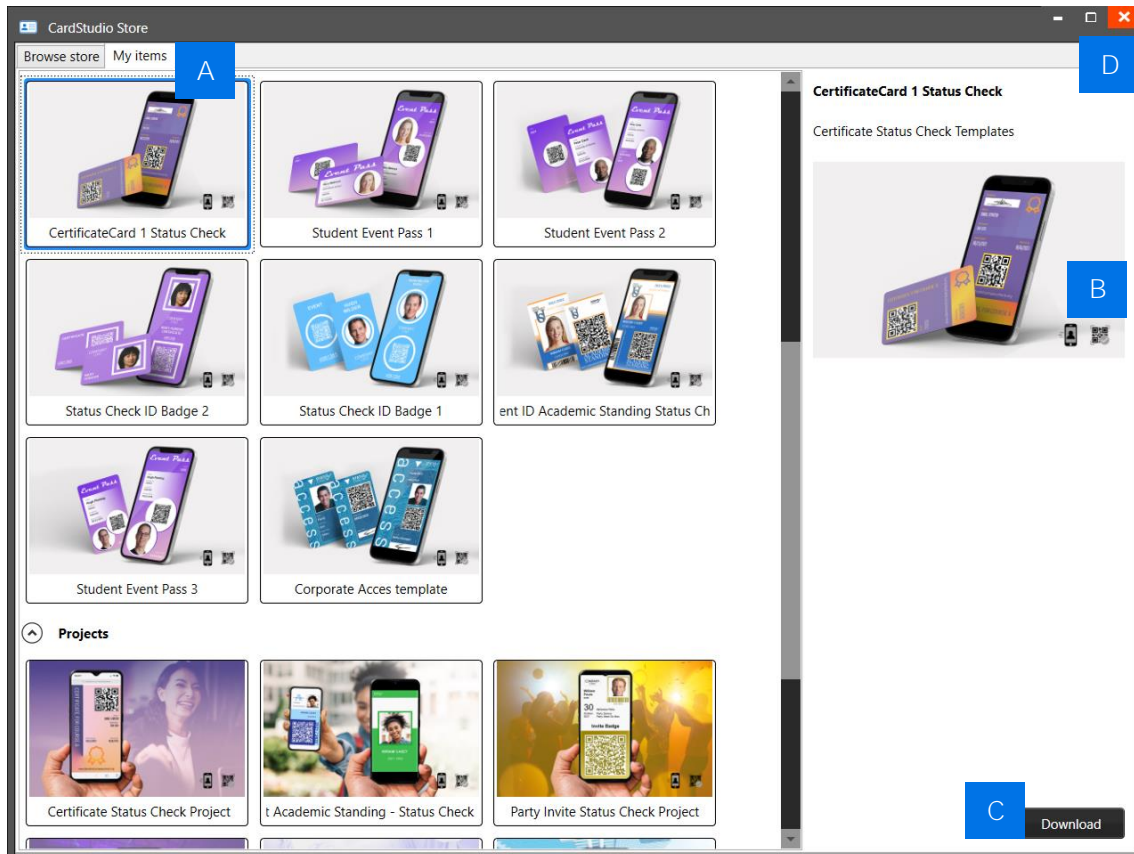 CardStudio Store
Browse store
My items
A
D
CertificateCard 1 Status Check
Student Event Pass 1
Student Event Pass 2
Status Check ID Badge 2
Status Check ID Badge 1
ent ID Academic Standing Status Ch
Student Event Pass 3
Corporate Acces template
Projects
Certificate Status Check Project
t Academic Standing - Status Check
Party Invite Status Check Project
CertificateCard 1 Status Check
Certificate Status Check Templates
B
C
Download